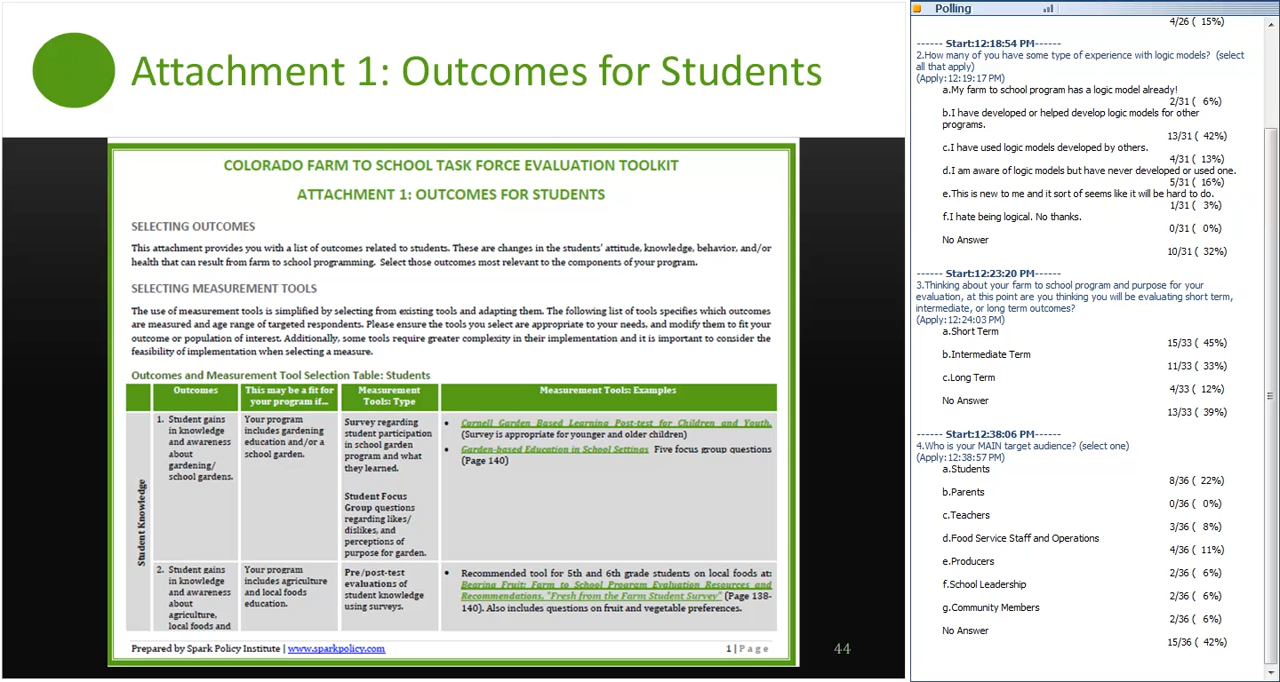 Attachment 1: Outcomes for Students
COLORADO FARM TO SCHOOL TASK FORCE EVALUATION TOOLKIT
ATTACHMENT 1: OUTCOMES FOR STUDENTS
SELECTING OUTCOMES
This attachment provides you with a list of outcomes related to students. These are changes in the students' attitude, knowledge, behavior, and/or
health that can result from farm to school programming.  Select those outcomes most relevant to the components of your program.
SELECTING MEASUREMENT TOOLS
The use of measurement tools is simplified by selecting from existing tools and adapting them. The following list of tools specifies which outcomes
are measured and age range of targeted respondents. Please ensure the tools you select are appropriate to your needs, and modify them to fit your
outcome or population of interest. Additionally, some tools require greater complexity in their implementation and it is important to consider the
feasibility of implementation when selecting a measure.
Outcomes and Measurement Tool Selection Table: Students
Outcomes
This may be a fit for
your program if...
Measurement
Tools: Type
Measurement Tools: Examples
Student Knowledge
1. Student gains
in knowledge
and awareness
about
gardening/
school gardens.
Your program
includes gardening
education and/or a
school garden.
Survey regarding
student participation
in school garden
program and what
they learned.
Student Focus
Group questions
regarding likes/
dislikes, and
perceptions of
purpose for garden.
• Cornell Garden Based Learning Post-test for Children and Youth.
(Survey is appropriate for younger and older children)
• Garden-based Education in School Settings  Five focus group questions
(Page 140)
2. Student gains
in knowledge
and awareness
about
agriculture,
local foods and
Your program
includes agriculture
and local foods
education.
Pre/post-test
evaluations of
student knowledge
using surveys.
• Recommended tool for 5th and 6th grade students on local foods at:
Bearing Fruit: Farm to School Program Evaluation Resources and
Recommendations. "Fresh from the Farm Student Survey" (Page 138-
140). Also includes questions on fruit and vegetable preferences.
Prepared by Spark Policy Institute | www.sparkpolicy.com
1 | P a g e
44
Polling
4/26 ( 15%)
------ Start:12:18:54 PM------
2.How many of you have some type of experience with logic models?  (select
all that apply)
(Apply:12:19:17 PM)
a.My farm to school program has a logic model already!
2/31 ( 6%)
b.I have developed or helped develop logic models for other
programs.
13/31 ( 42%)
c.I have used logic models developed by others.
4/31 ( 13%)
d.I am aware of logic models but have never developed or used one.
5/31 ( 16%)
e.This is new to me and it sort of seems like it will be hard to do.
1/31 ( 3%)
f.I hate being logical. No thanks.
0/31 ( 0%)
No Answer
10/31 ( 32%)
------ Start:12:23:20 PM------
3.Thinking about your farm to school program and purpose for your
evaluation, at this point are you thinking you will be evaluating short term,
intermediate, or long term outcomes?
(Apply:12:24:03 PM)
a.Short Term
15/33 ( 45%)
b.Intermediate Term
11/33 ( 33%)
c.Long Term
4/33 ( 12%)
No Answer
13/33 ( 39%)
------ Start:12:38:06 PM------
4.Who is your MAIN target audience? (select one)
(Apply:12:38:57 PM)
a.Students
8/36 ( 22%)
b.Parents
0/36 ( 0%)
c.Teachers
3/36 ( 8%)
d.Food Service Staff and Operations
4/36 ( 11%)
e.Producers
2/36 ( 6%)
f.School Leadership
2/36 ( 6%)
g.Community Members
2/36 ( 6%)
No Answer
15/36 ( 42%)